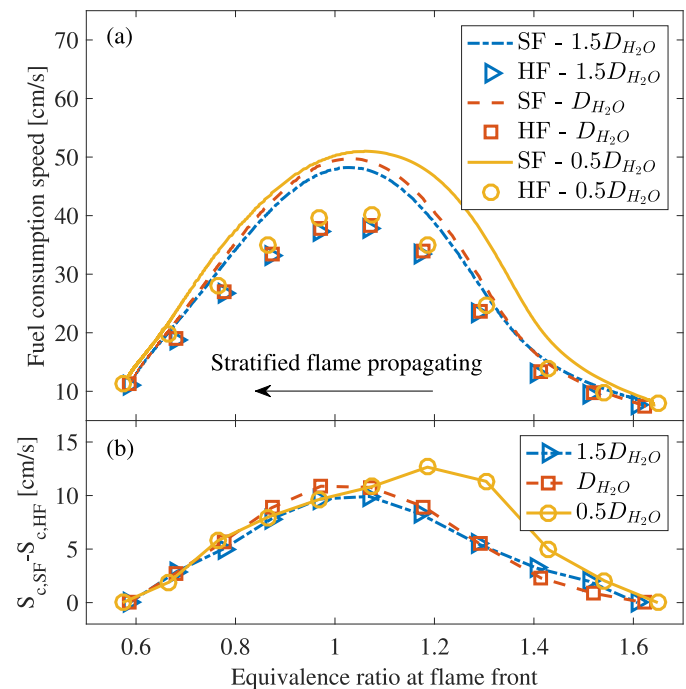 (a)
70
60
50
40
30
20
10
Fuel consumption speed [cm/s]
SF - 1.5D_{H_2O}
HF - 1.5D_{H_2O}
SF - D_{H_2O}
HF - D_{H_2O}
SF - 0.5D_{H_2O}
HF - 0.5D_{H_2O}
Stratified flame propagating
(b)
15
10
5
0
S_{c,SF}-S_{c,HF} [cm/s]
1.5D_{H_2O}
D_{H_2O}
0.5D_{H_2O}
0.6 0.8 1 1.2 1.4 1.6
Equivalence ratio at flame front